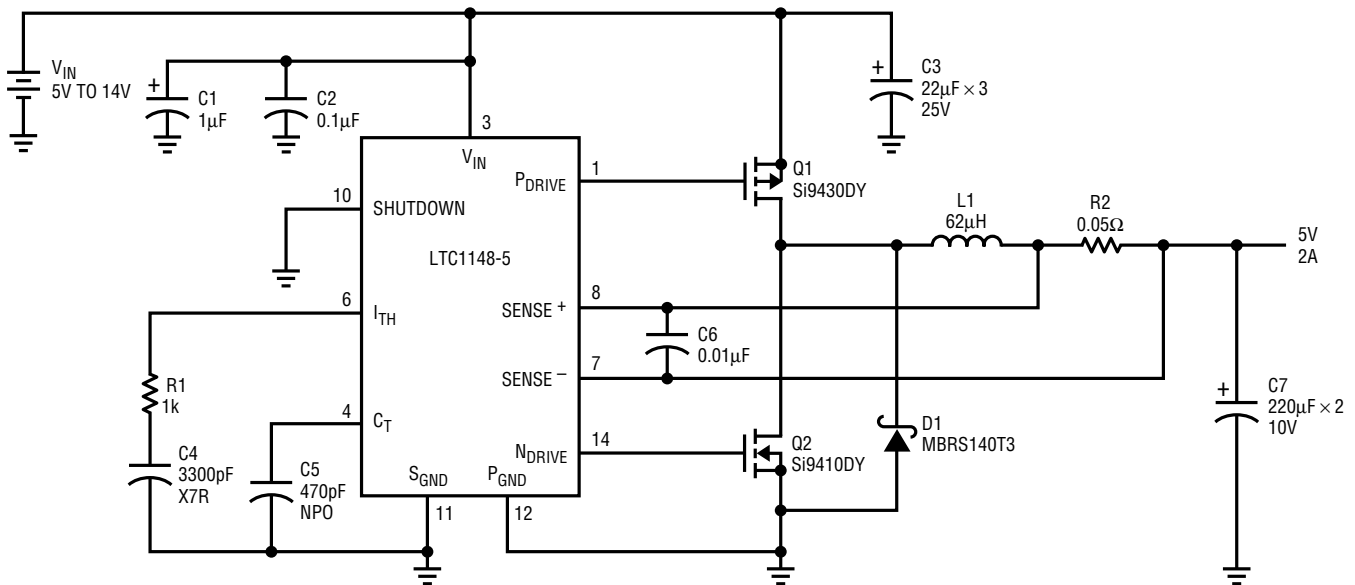 V_IN
5V TO 14V
C1
1μF
C2
0.1μF
+
+
C3
22μF × 3
25V
3
V_IN
P_DRIVE
1
Q1
Si9430DY
10
SHUTDOWN
LTC1148-5
L1
62μH
R2
0.05Ω
5V
2A
6
I_TH
SENSE +
8
C6
0.01μF
SENSE –
7
R1
1k
4
C_T
N_DRIVE
14
Q2
Si9410DY
D1
MBRS140T3
+
C7
220μF × 2
10V
C4
3300pF
X7R
C5
470pF
NPO
S_GND
P_GND
11
12